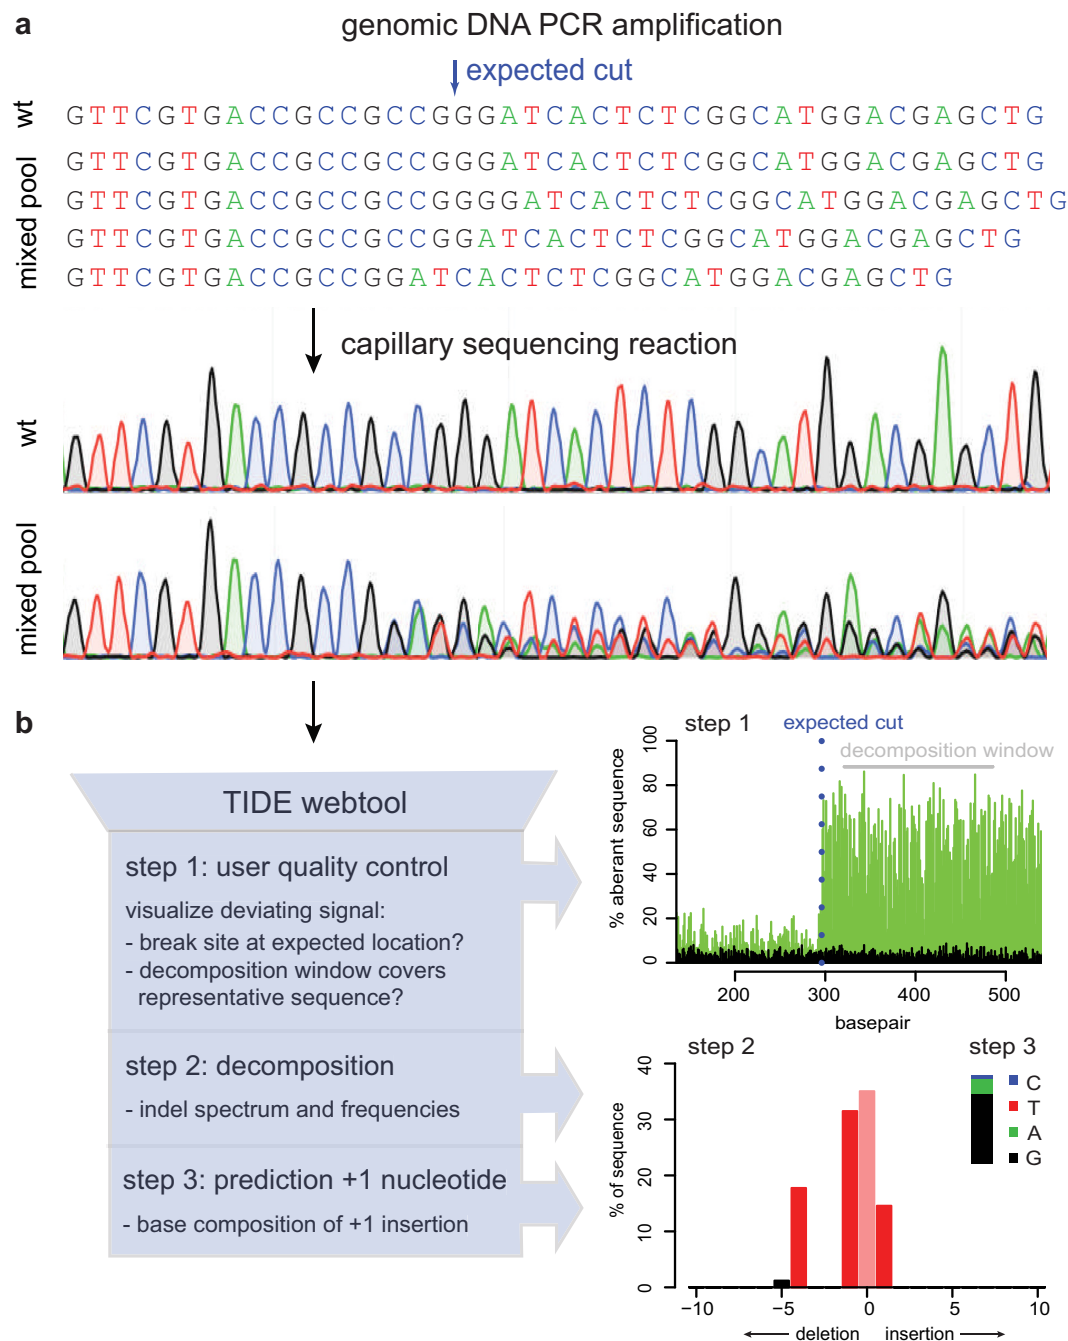 a
genomic DNA PCR amplification
expected cut
wt
GTTCGTGACCGCCGCCGGGATCACTCTCGGCATGGACGAGCTG
mixed pool
GTTCGTGACCGCCGCCGGGATCACTCTCGGCATGGACGAGCTG
GTTCGTGACCGCCGCCGGGGATCACTCTCGGCATGGACGAGCTG
GTTCGTGACCGCCGCCGGATCACTCTCGGCATGGACGAGCTG
GTTCGTGACCGCCGGATCACTCTCGGCATGGACGAGCTG
capillary sequencing reaction
wt
mixed pool
b
TIDE webtool
step 1: user quality control
visualize deviating signal:
- break site at expected location?
- decomposition window covers
representative sequence?
step 2: decomposition
- indel spectrum and frequencies
step 3: prediction +1 nucleotide
- base composition of +1 insertion
step 1
expected cut
decomposition window
% aberrant sequence
100
80
60
40
20
0
200 300 400 500
basepair
step 2
% of sequence
40
30
20
10
0
−10 −5 0 5 10
deletion insertion
step 3
C
T
A
G